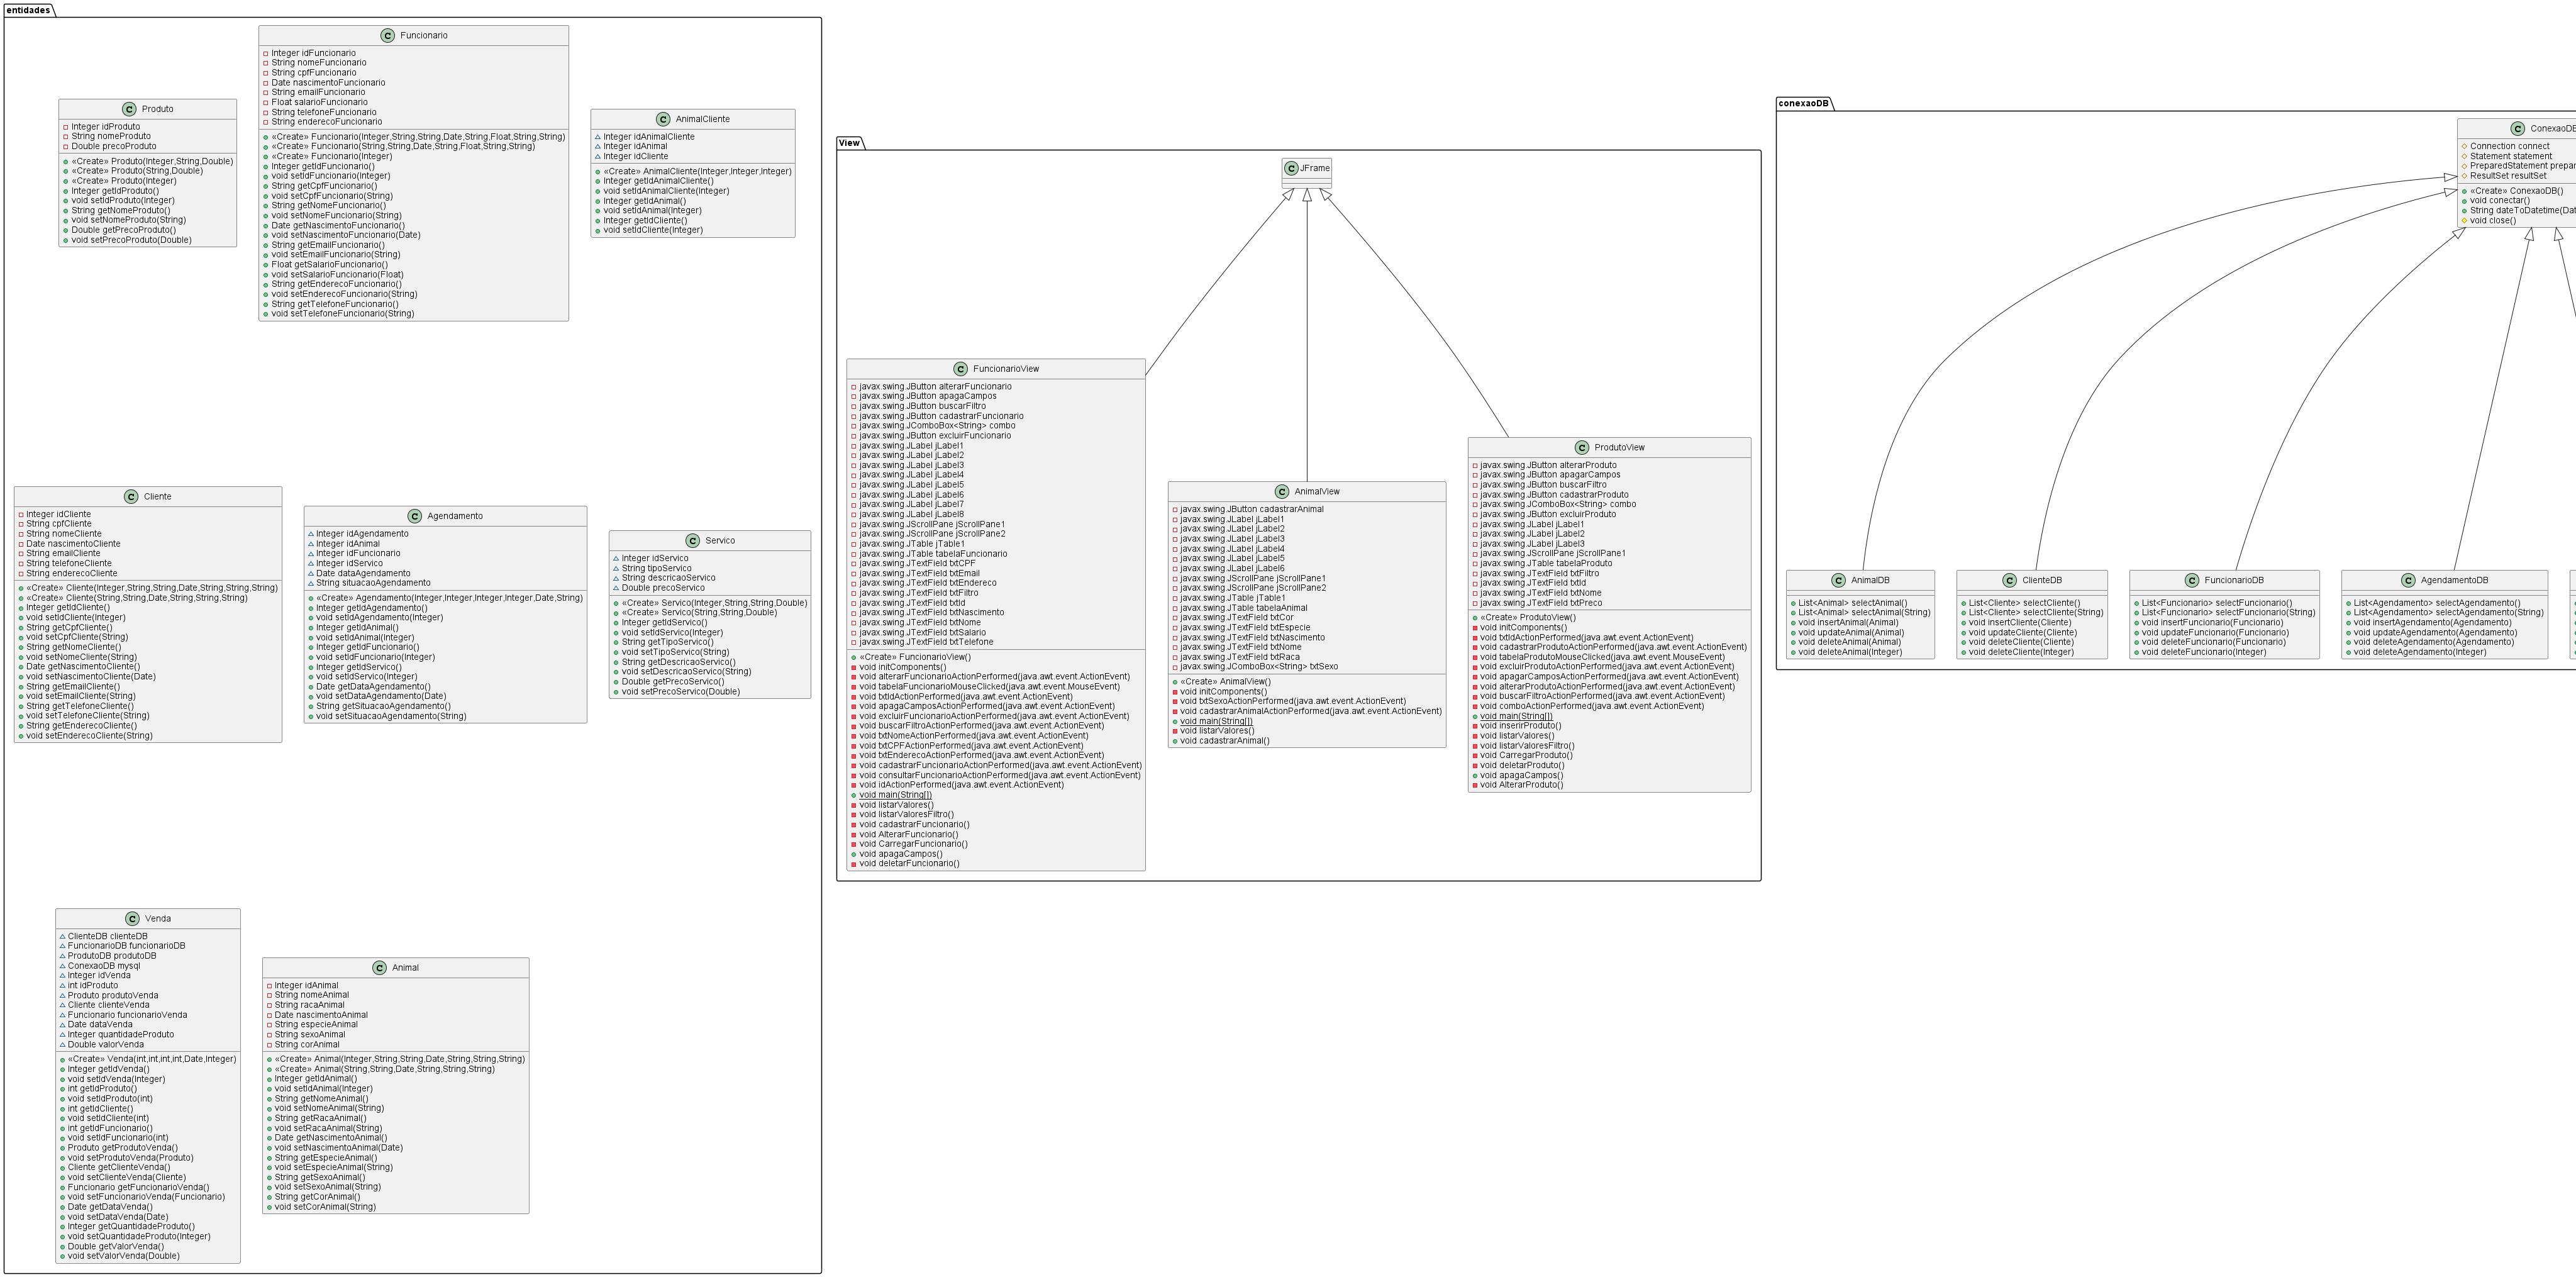 entidades
Funcionario
Integer idFuncionario
String nomeFuncionario
String cpfFuncionario
Date nascimentoFuncionario
String emailFuncionario
Float salarioFuncionario
String telefoneFuncionario
String enderecoFuncionario
«Create» Funcionario(Integer,String,String,Date,String,Float,String,String)
«Create» Funcionario(String,String,Date,String,Float,String,String)
«Create» Funcionario(Integer)
Integer getIdFuncionario()
void setIdFuncionario(Integer)
String getCpfFuncionario()
void setCpfFuncionario(String)
String getNomeFuncionario()
void setNomeFuncionario(String)
Date getNascimentoFuncionario()
void setNascimentoFuncionario(Date)
String getEmailFuncionario()
void setEmailFuncionario(String)
Float getSalarioFuncionario()
void setSalarioFuncionario(Float)
String getEnderecoFuncionario()
void setEnderecoFuncionario(String)
String getTelefoneFuncionario()
void setTelefoneFuncionario(String)
Produto
Integer idProduto
String nomeProduto
Double precoProduto
«Create» Produto(Integer,String,Double)
«Create» Produto(String,Double)
«Create» Produto(Integer)
Integer getIdProduto()
void setIdProduto(Integer)
String getNomeProduto()
void setNomeProduto(String)
Double getPrecoProduto()
void setPrecoProduto(Double)
AnimalCliente
Integer idAnimalCliente
Integer idAnimal
Integer idCliente
«Create» AnimalCliente(Integer,Integer,Integer)
Integer getIdAnimalCliente()
void setIdAnimalCliente(Integer)
Integer getIdAnimal()
void setIdAnimal(Integer)
Integer getIdCliente()
void setIdCliente(Integer)
Cliente
Integer idCliente
String cpfCliente
String nomeCliente
Date nascimentoCliente
String emailCliente
String telefoneCliente
String enderecoCliente
«Create» Cliente(Integer,String,String,Date,String,String,String)
«Create» Cliente(String,String,Date,String,String,String)
Integer getIdCliente()
void setIdCliente(Integer)
String getCpfCliente()
void setCpfCliente(String)
String getNomeCliente()
void setNomeCliente(String)
Date getNascimentoCliente()
void setNascimentoCliente(Date)
String getEmailCliente()
void setEmailCliente(String)
String getTelefoneCliente()
void setTelefoneCliente(String)
String getEnderecoCliente()
void setEnderecoCliente(String)
Agendamento
Integer idAgendamento
Integer idAnimal
Integer idFuncionario
Integer idServico
Date dataAgendamento
String situacaoAgendamento
«Create» Agendamento(Integer,Integer,Integer,Integer,Date,String)
Integer getIdAgendamento()
void setIdAgendamento(Integer)
Integer getIdAnimal()
void setIdAnimal(Integer)
Integer getIdFuncionario()
void setIdFuncionario(Integer)
Integer getIdServico()
void setIdServico(Integer)
Date getDataAgendamento()
void setDataAgendamento(Date)
String getSituacaoAgendamento()
void setSituacaoAgendamento(String)
Servico
Integer idServico
String tipoServico
String descricaoServico
Double precoServico
«Create» Servico(Integer,String,String,Double)
«Create» Servico(String,String,Double)
Integer getIdServico()
void setIdServico(Integer)
String getTipoServico()
void setTipoServico(String)
String getDescricaoServico()
void setDescricaoServico(String)
Double getPrecoServico()
void setPrecoServico(Double)
Venda
ClienteDB clienteDB
FuncionarioDB funcionarioDB
ProdutoDB produtoDB
ConexaoDB mysql
Integer idVenda
int idProduto
Produto produtoVenda
Cliente clienteVenda
Funcionario funcionarioVenda
Date dataVenda
Integer quantidadeProduto
Double valorVenda
«Create» Venda(int,int,int,int,Date,Integer)
Integer getIdVenda()
void setIdVenda(Integer)
int getIdProduto()
void setIdProduto(int)
int getIdCliente()
void setIdCliente(int)
int getIdFuncionario()
void setIdFuncionario(int)
Produto getProdutoVenda()
void setProdutoVenda(Produto)
Cliente getClienteVenda()
void setClienteVenda(Cliente)
Funcionario getFuncionarioVenda()
void setFuncionarioVenda(Funcionario)
Date getDataVenda()
void setDataVenda(Date)
Integer getQuantidadeProduto()
void setQuantidadeProduto(Integer)
Double getValorVenda()
void setValorVenda(Double)
Animal
Integer idAnimal
String nomeAnimal
String racaAnimal
Date nascimentoAnimal
String especieAnimal
String sexoAnimal
String corAnimal
«Create» Animal(Integer,String,String,Date,String,String,String)
«Create» Animal(String,String,Date,String,String,String)
Integer getIdAnimal()
void setIdAnimal(Integer)
String getNomeAnimal()
void setNomeAnimal(String)
String getRacaAnimal()
void setRacaAnimal(String)
Date getNascimentoAnimal()
void setNascimentoAnimal(Date)
String getEspecieAnimal()
void setEspecieAnimal(String)
String getSexoAnimal()
void setSexoAnimal(String)
String getCorAnimal()
void setCorAnimal(String)
View
JFrame
FuncionarioView
javax.swing.JButton alterarFuncionario
javax.swing.JButton apagaCampos
javax.swing.JButton buscarFiltro
javax.swing.JButton cadastrarFuncionario
javax.swing.JComboBox<String> combo
javax.swing.JButton excluirFuncionario
javax.swing.JLabel jLabel1
javax.swing.JLabel jLabel2
javax.swing.JLabel jLabel3
javax.swing.JLabel jLabel4
javax.swing.JLabel jLabel5
javax.swing.JLabel jLabel6
javax.swing.JLabel jLabel7
javax.swing.JLabel jLabel8
javax.swing.JScrollPane jScrollPane1
javax.swing.JScrollPane jScrollPane2
javax.swing.JTable jTable1
javax.swing.JTable tabelaFuncionario
javax.swing.JTextField txtCPF
javax.swing.JTextField txtEmail
javax.swing.JTextField txtEndereco
javax.swing.JTextField txtFiltro
javax.swing.JTextField txtId
javax.swing.JTextField txtNascimento
javax.swing.JTextField txtNome
javax.swing.JTextField txtSalario
javax.swing.JTextField txtTelefone
«Create» FuncionarioView()
void initComponents()
void alterarFuncionarioActionPerformed(java.awt.event.ActionEvent)
void tabelaFuncionarioMouseClicked(java.awt.event.MouseEvent)
void txtIdActionPerformed(java.awt.event.ActionEvent)
void apagaCamposActionPerformed(java.awt.event.ActionEvent)
void excluirFuncionarioActionPerformed(java.awt.event.ActionEvent)
void buscarFiltroActionPerformed(java.awt.event.ActionEvent)
void txtNomeActionPerformed(java.awt.event.ActionEvent)
void txtCPFActionPerformed(java.awt.event.ActionEvent)
void txtEnderecoActionPerformed(java.awt.event.ActionEvent)
void cadastrarFuncionarioActionPerformed(java.awt.event.ActionEvent)
void consultarFuncionarioActionPerformed(java.awt.event.ActionEvent)
void idActionPerformed(java.awt.event.ActionEvent)
void main(String[])
void listarValores()
void listarValoresFiltro()
void cadastrarFuncionario()
void AlterarFuncionario()
void CarregarFuncionario()
void apagaCampos()
void deletarFuncionario()
AnimalView
javax.swing.JButton cadastrarAnimal
javax.swing.JLabel jLabel1
javax.swing.JLabel jLabel2
javax.swing.JLabel jLabel3
javax.swing.JLabel jLabel4
javax.swing.JLabel jLabel5
javax.swing.JLabel jLabel6
javax.swing.JScrollPane jScrollPane1
javax.swing.JScrollPane jScrollPane2
javax.swing.JTable jTable1
javax.swing.JTable tabelaAnimal
javax.swing.JTextField txtCor
javax.swing.JTextField txtEspecie
javax.swing.JTextField txtNascimento
javax.swing.JTextField txtNome
javax.swing.JTextField txtRaca
javax.swing.JComboBox<String> txtSexo
«Create» AnimalView()
void initComponents()
void txtSexoActionPerformed(java.awt.event.ActionEvent)
void cadastrarAnimalActionPerformed(java.awt.event.ActionEvent)
void main(String[])
void listarValores()
void cadastrarAnimal()
ProdutoView
javax.swing.JButton alterarProduto
javax.swing.JButton apagarCampos
javax.swing.JButton buscarFiltro
javax.swing.JButton cadastrarProduto
javax.swing.JComboBox<String> combo
javax.swing.JButton excluirProduto
javax.swing.JLabel jLabel1
javax.swing.JLabel jLabel2
javax.swing.JLabel jLabel3
javax.swing.JScrollPane jScrollPane1
javax.swing.JTable tabelaProduto
javax.swing.JTextField txtFiltro
javax.swing.JTextField txtId
javax.swing.JTextField txtNome
javax.swing.JTextField txtPreco
«Create» ProdutoView()
void initComponents()
void txtIdActionPerformed(java.awt.event.ActionEvent)
void cadastrarProdutoActionPerformed(java.awt.event.ActionEvent)
void tabelaProdutoMouseClicked(java.awt.event.MouseEvent)
void excluirProdutoActionPerformed(java.awt.event.ActionEvent)
void apagarCamposActionPerformed(java.awt.event.ActionEvent)
void alterarProdutoActionPerformed(java.awt.event.ActionEvent)
void buscarFiltroActionPerformed(java.awt.event.ActionEvent)
void comboActionPerformed(java.awt.event.ActionEvent)
void main(String[])
void inserirProduto()
void listarValores()
void listarValoresFiltro()
void CarregarProduto()
void deletarProduto()
void apagaCampos()
void AlterarProduto()
conexaoDB
ConexaoDB
Connection connect
Statement statement
PreparedStatement prepar
ResultSet resultSet
«Create» ConexaoDB()
void conectar()
String dateToDatetime(Dat
void close()
AnimalDB
List<Animal> selectAnimal()
List<Animal> selectAnimal(String)
void insertAnimal(Animal)
void updateAnimal(Animal)
void deleteAnimal(Animal)
void deleteAnimal(Integer)
ClienteDB
List<Cliente> selectCliente()
List<Cliente> selectCliente(String)
void insertCliente(Cliente)
void updateCliente(Cliente)
void deleteCliente(Cliente)
void deleteCliente(Integer)
FuncionarioDB
List<Funcionario> selectFuncionario()
List<Funcionario> selectFuncionario(String)
void insertFuncionario(Funcionario)
void updateFuncionario(Funcionario)
void deleteFuncionario(Funcionario)
void deleteFuncionario(Integer)
AgendamentoDB
List<Agendamento> selectAgendamento()
List<Agendamento> selectAgendamento(String)
void insertAgendamento(Agendamento)
void updateAgendamento(Agendamento)
void deleteAgendamento(Agendamento)
void deleteAgendamento(Integer)